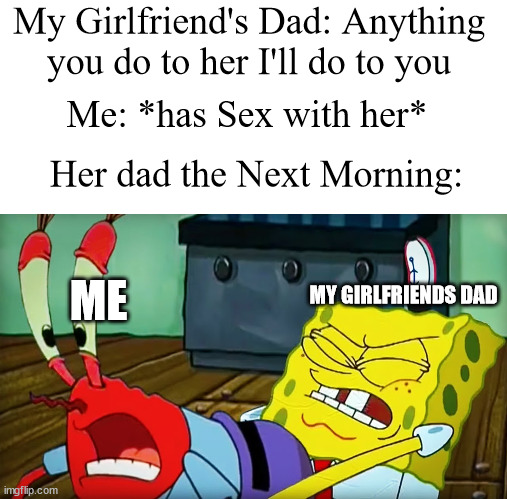 My Girlfriend's Dad: Anything
you do to her I'll do to you
Me: *has Sex with her*
Her dad the Next Morning:
ME
MY GIRLFRIENDS DAD
imgflip.com